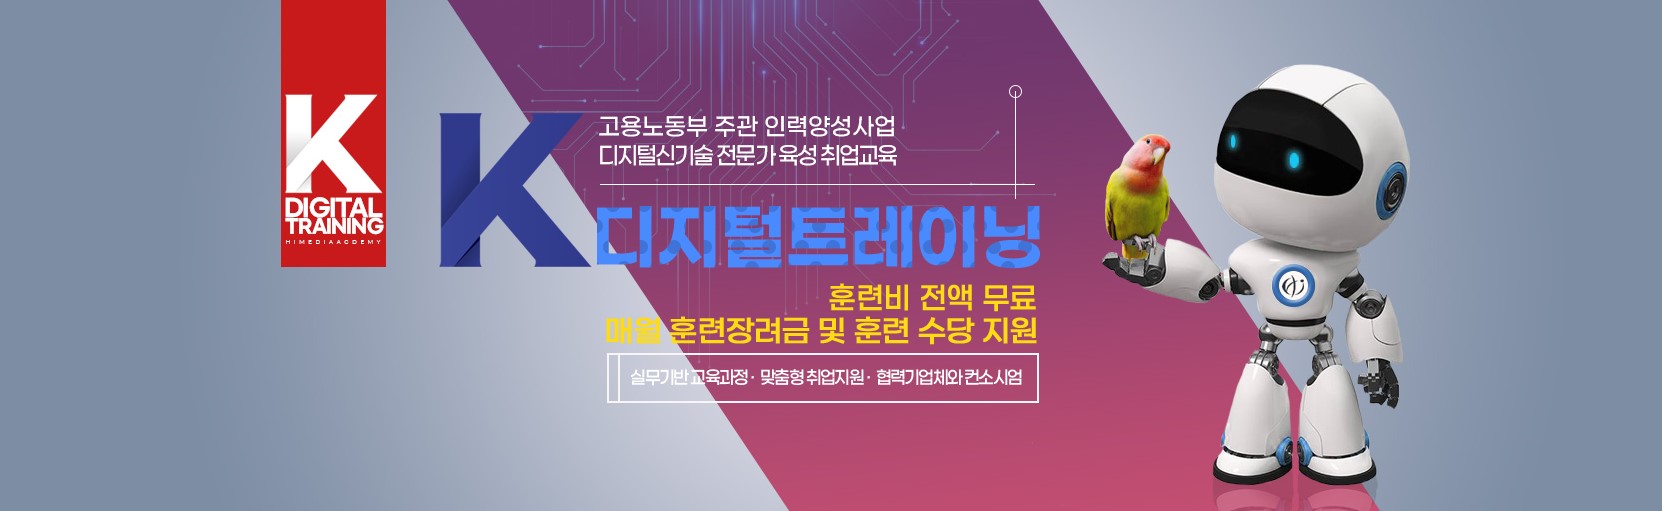 K
DIGITAL
TRAINING
HIMEDIAACDEMY
고용노동부 주관 인력양성사업
디지털신기술 전문가 육성 취업교육
K 디지털트레이닝
훈련비 전액 무료
매월 훈련장려금 및 훈련 수당 지원
실무기반 교육과정 · 맞춤형 취업지원 · 협력기업체와 컨소시엄